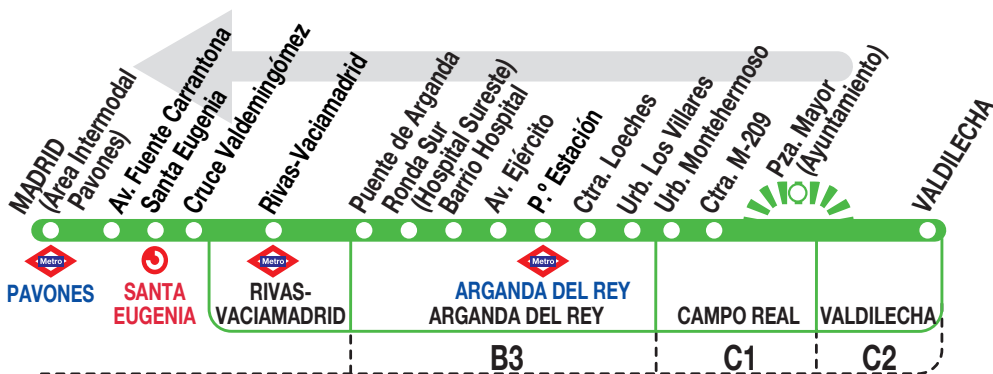 MADRID
(Área Intermodal
Pavones)
Av. Fuente Carrantona
Santa Eugenia
Cruce Valdemingómez
Rivas-Vaciamadrid
Puente de Arganda
Ronda Sur
(Hospital Sureste)
Barrio Hospital
Av. Ejército
P.º Estación
Ctra. Loeches
Urb. Los Villares
Urb. Montehermoso
Ctra. M-209
Pza. Mayor
(Ayuntamiento)
VALDILECHA
Metro
Metro
Metro
PAVONES
SANTA
EUGENIA
RIVAS-
VACIAMADRID
ARGANDA DEL REY
ARGANDA DEL REY
CAMPO REAL
VALDILECHA
B3
C1
C2